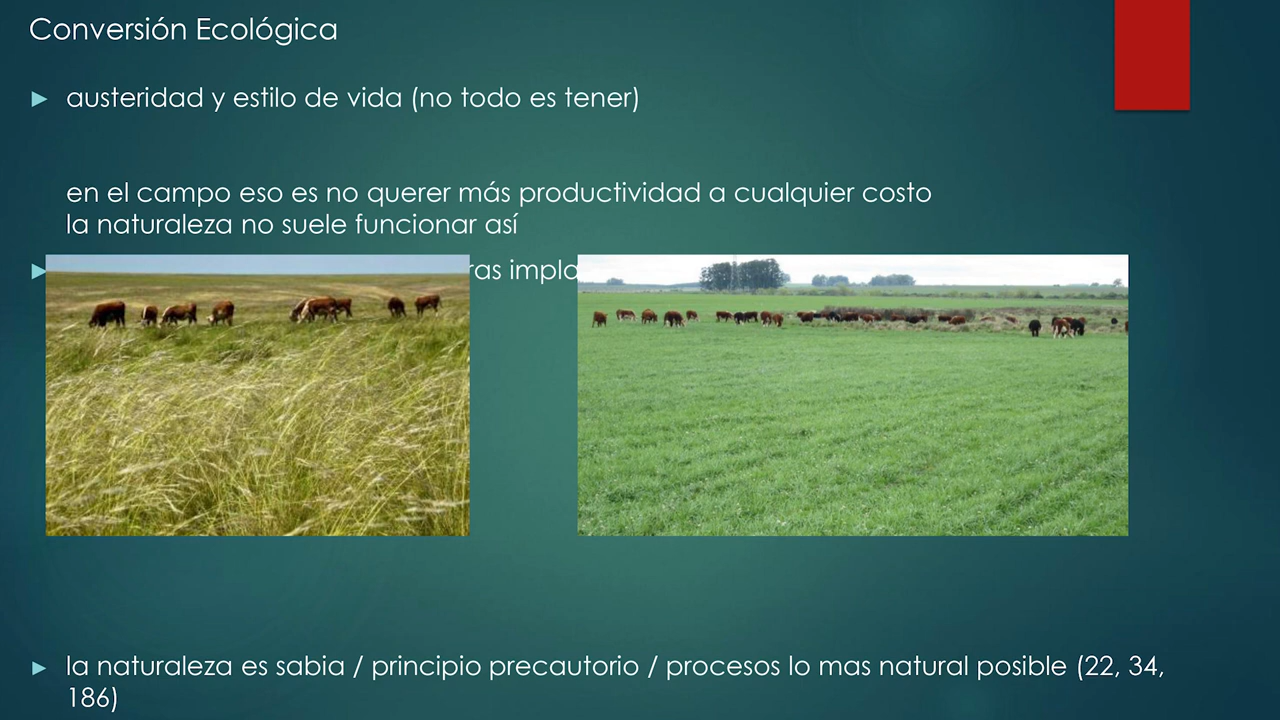 Conversión Ecológica
austeridad y estilo de vida (no todo es tener)
en el campo eso es no querer más productividad a cualquier costo
la naturaleza no suele funcionar así
la naturaleza es sabia / principio precautorio / procesos lo mas natural posible (22, 34,
186)